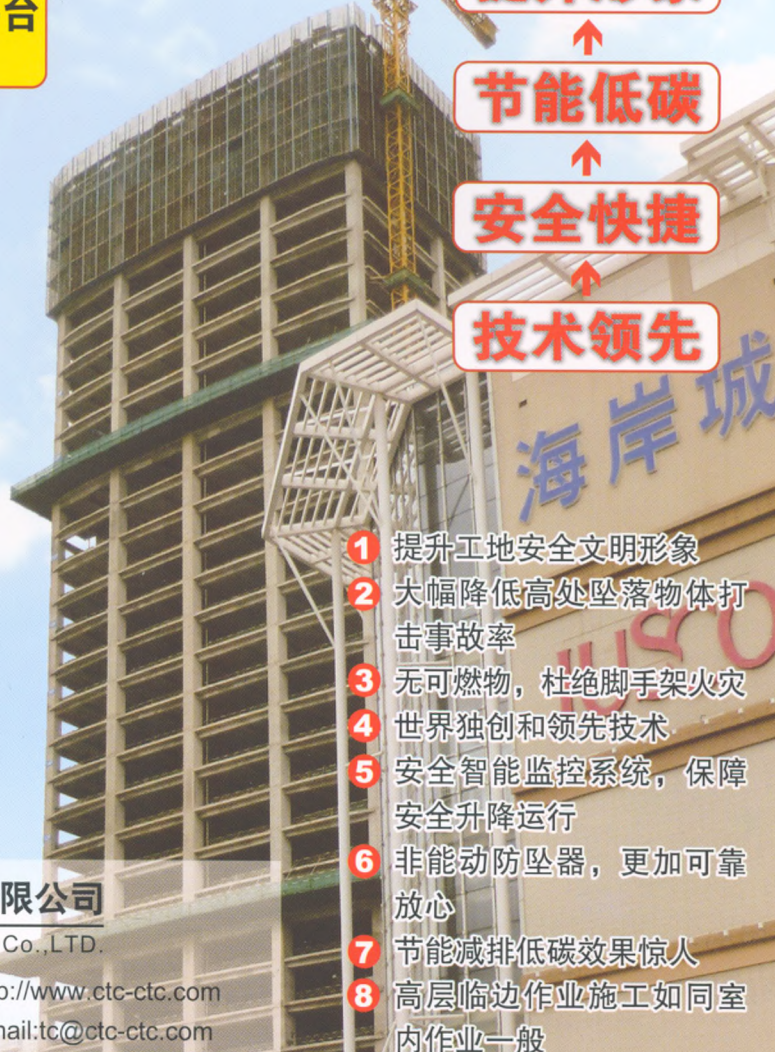 台
节能低碳
安全快捷
技术领先
海岸城
JUSCO
1 提升工地安全文明形象
2 大幅降低高处坠落物体打
击事故率
3 无可燃物，杜绝脚手架火灾
4 世界独创和领先技术
5 安全智能监控系统，保障
安全升降运行
6 非能动防坠器，更加可靠
放心
7 节能减排低碳效果惊人
8 高层临边作业施工如同室
内作业一般
限公司
Co.,LTD.
p://www.ctc-ctc.com
mail:tc@ctc-ctc.com